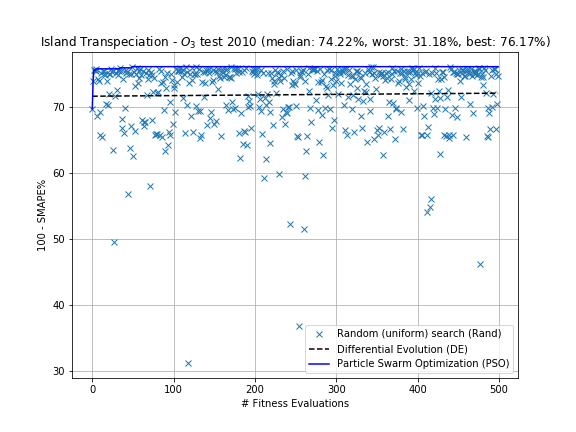 Island Transpeciation - O3 test 2010 (median: 74.22%, worst: 31.18%, best: 76.17%)
100 - SMAPE%
70
60
50
40
30
Random (uniform) search (Rand)
Differential Evolution (DE)
Particle Swarm Optimization (PSO)
0
100
200
300
400
500
# Fitness Evaluations